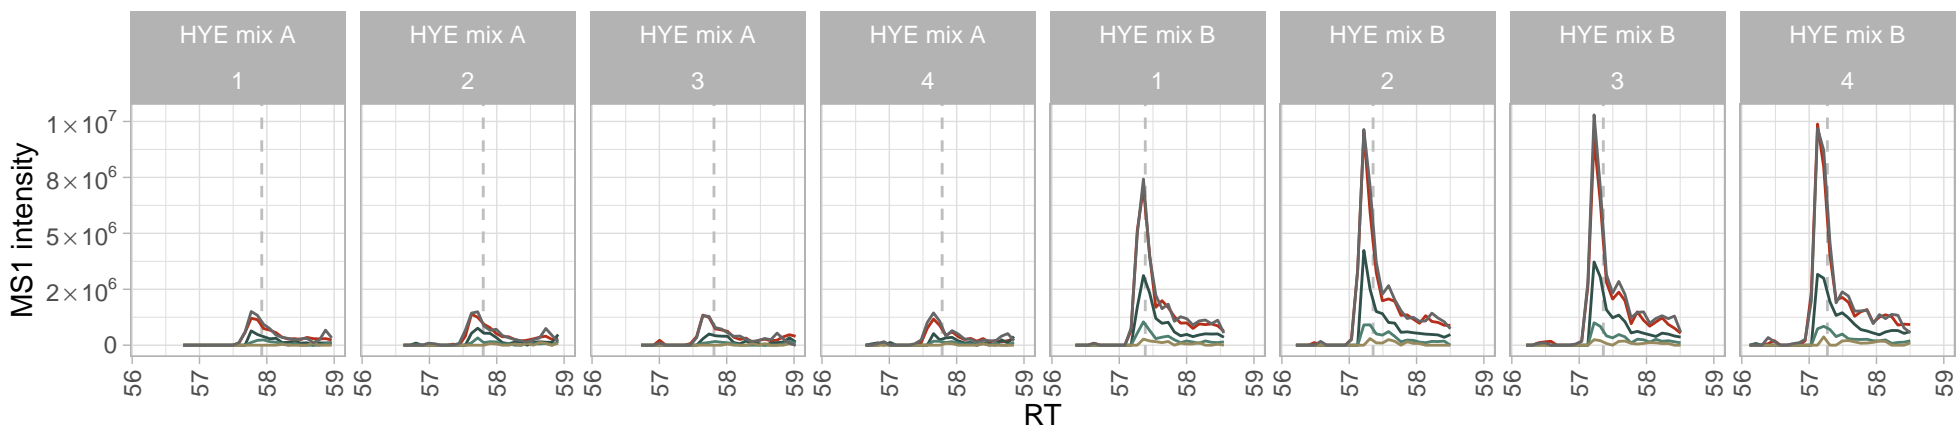 HYE mix A HYE mix A HYE mix A HYE mix A HYE mix B HYE mix B HYE mix B HYE mix B
1 2 3 4 1 2 3 4
MS1 intensity
1 × 10⁷
8 × 10⁶
5 × 10⁶
2 × 10⁶
0
56 57 58 59 56 57 58 59 56 57 58 59 56 57 58 59 56 57 58 59 56 57 58 59 56 57 58 59 56 57 58 59
RT